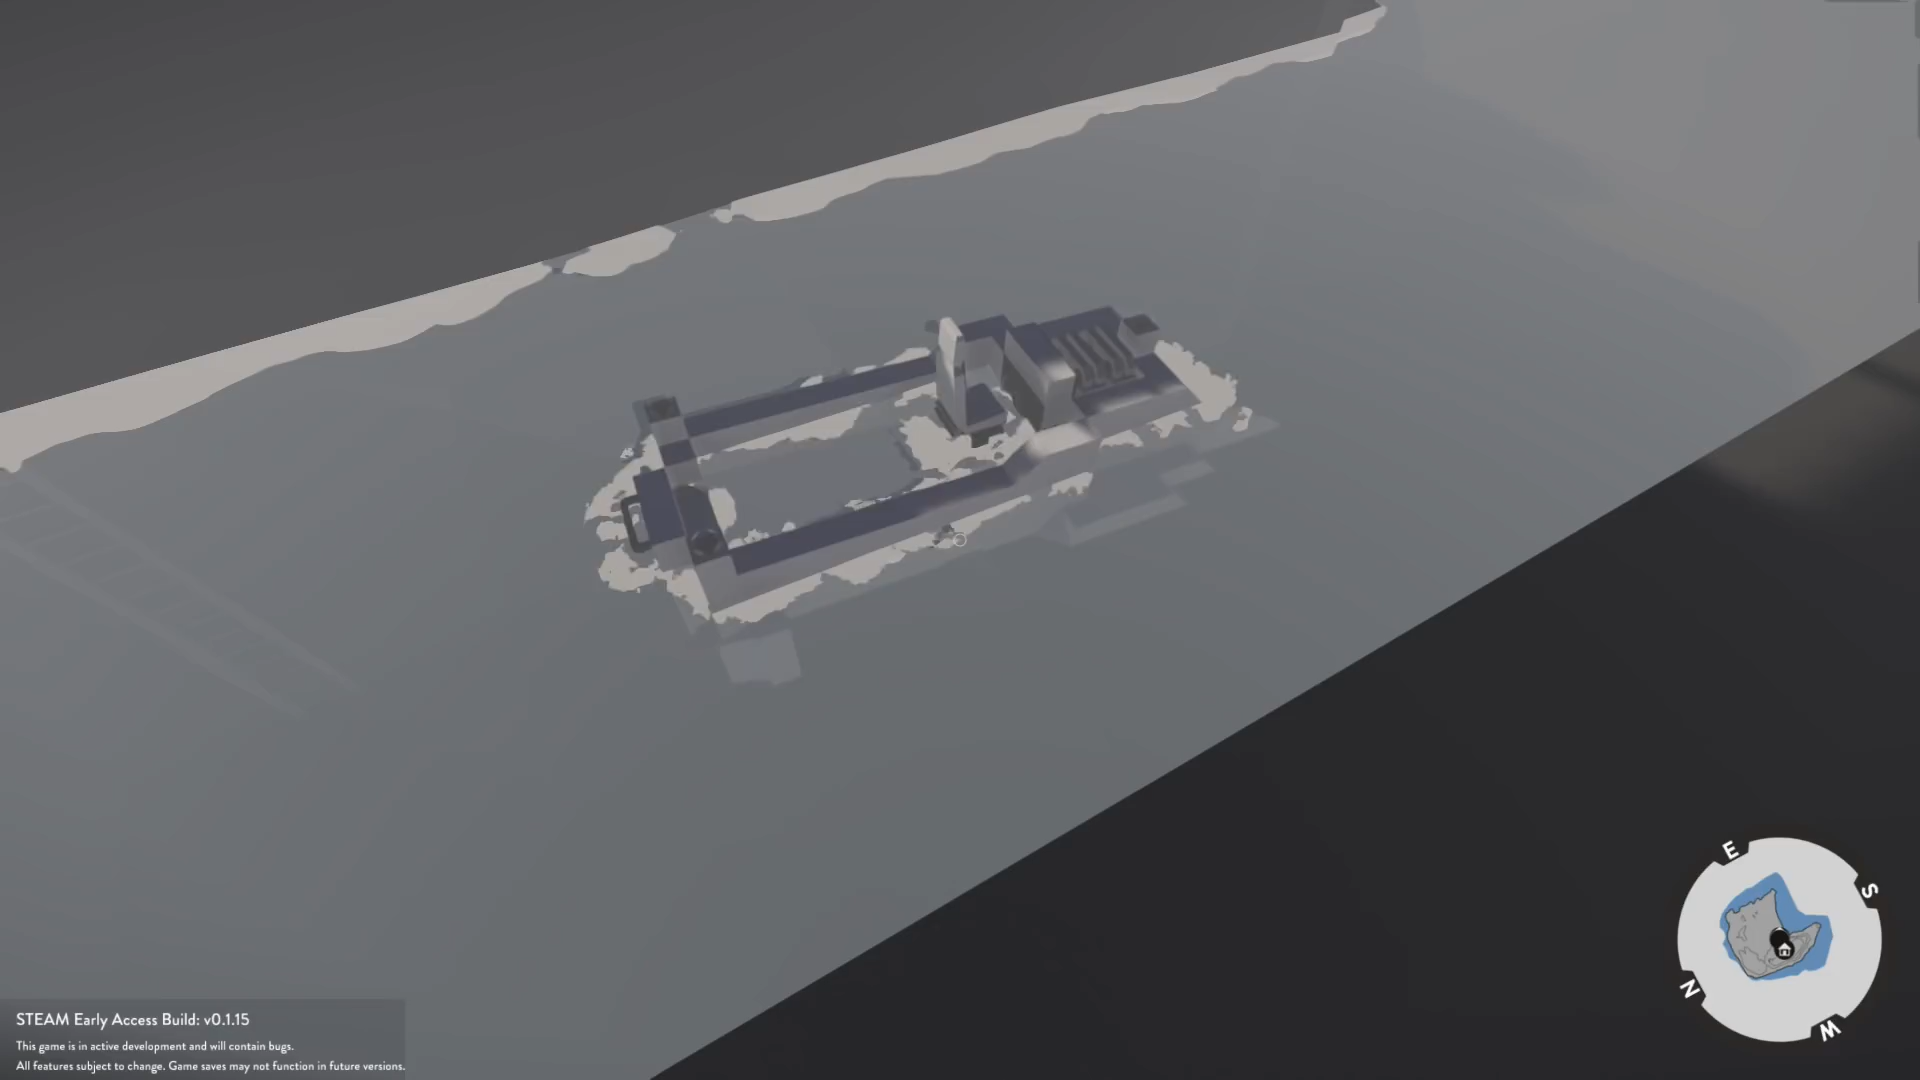 E
S
N
W
STEAM Early Access Build: v0.1.15
This game is in active development and will contain bugs.
All features subject to change. Game saves may not function in future versions.